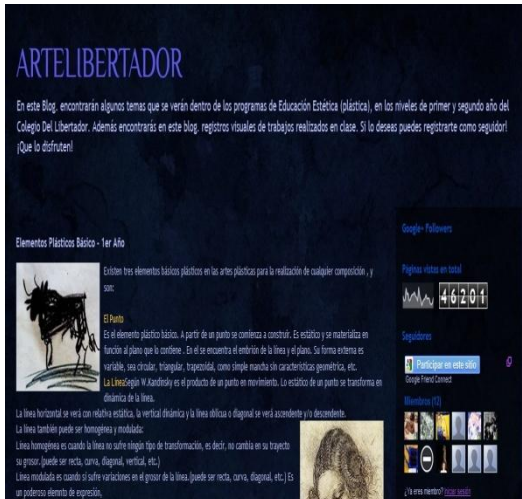 ARTELIBERTADOR
En este Blog, encontrarán algunos temas que se verán dentro de los programas de Educación Estética (plástica), en los niveles de primer y segundo año del
Colegio Del Libertador. Además encontrarás en este blog, registros visuales de trabajos realizados en clase. Si lo deseas puedes registrarte como seguidor!
¡Que lo disfruten!
Elementos Plásticos Básico - 1er Año
Existen tres elementos básicos plásticos en las artes plásticas para la realización de cualquier composición , y
son:
El Punto
Es el elemento plástico básico. A partir de un punto se comienza a construir. Es estático y se materializa en
función al plano que lo contiene . En el se encuentra el embrión de la línea y el plano. Su forma externa es
variable, sea circular, triangular, trapezoidal, como simple mancha sin características geométrica, etc.
La LíneaSegún W.Kandinsky es el producto de un punto en movimiento. Lo estático de un punto se transforma en
dinámica de la línea.
La línea horizontal se verá con relativa estática, la vertical dinámica y la línea oblicua o diagonal se verá ascendente y/o descendente.
La línea también puede ser homogénea y modulada:
Línea homogénea es cuando la línea no sufre ningún tipo de transformación, es decir, no cambia en su trayecto
su grosor.(puede ser recta, curva, diagonal, vertical, etc.)
Línea modulada es cuando si sufre variaciones en el grosor de la línea.(puede ser recta, curva, diagonal, etc.) Es
un poderoso elemnto de expresión.
Google+ Followers
Páginas vistas en total
46201
Seguidores
Participar en este sitio
Google Friend Connect
Miembros (12)
¿Ya eres miembro? Iniciar sesión